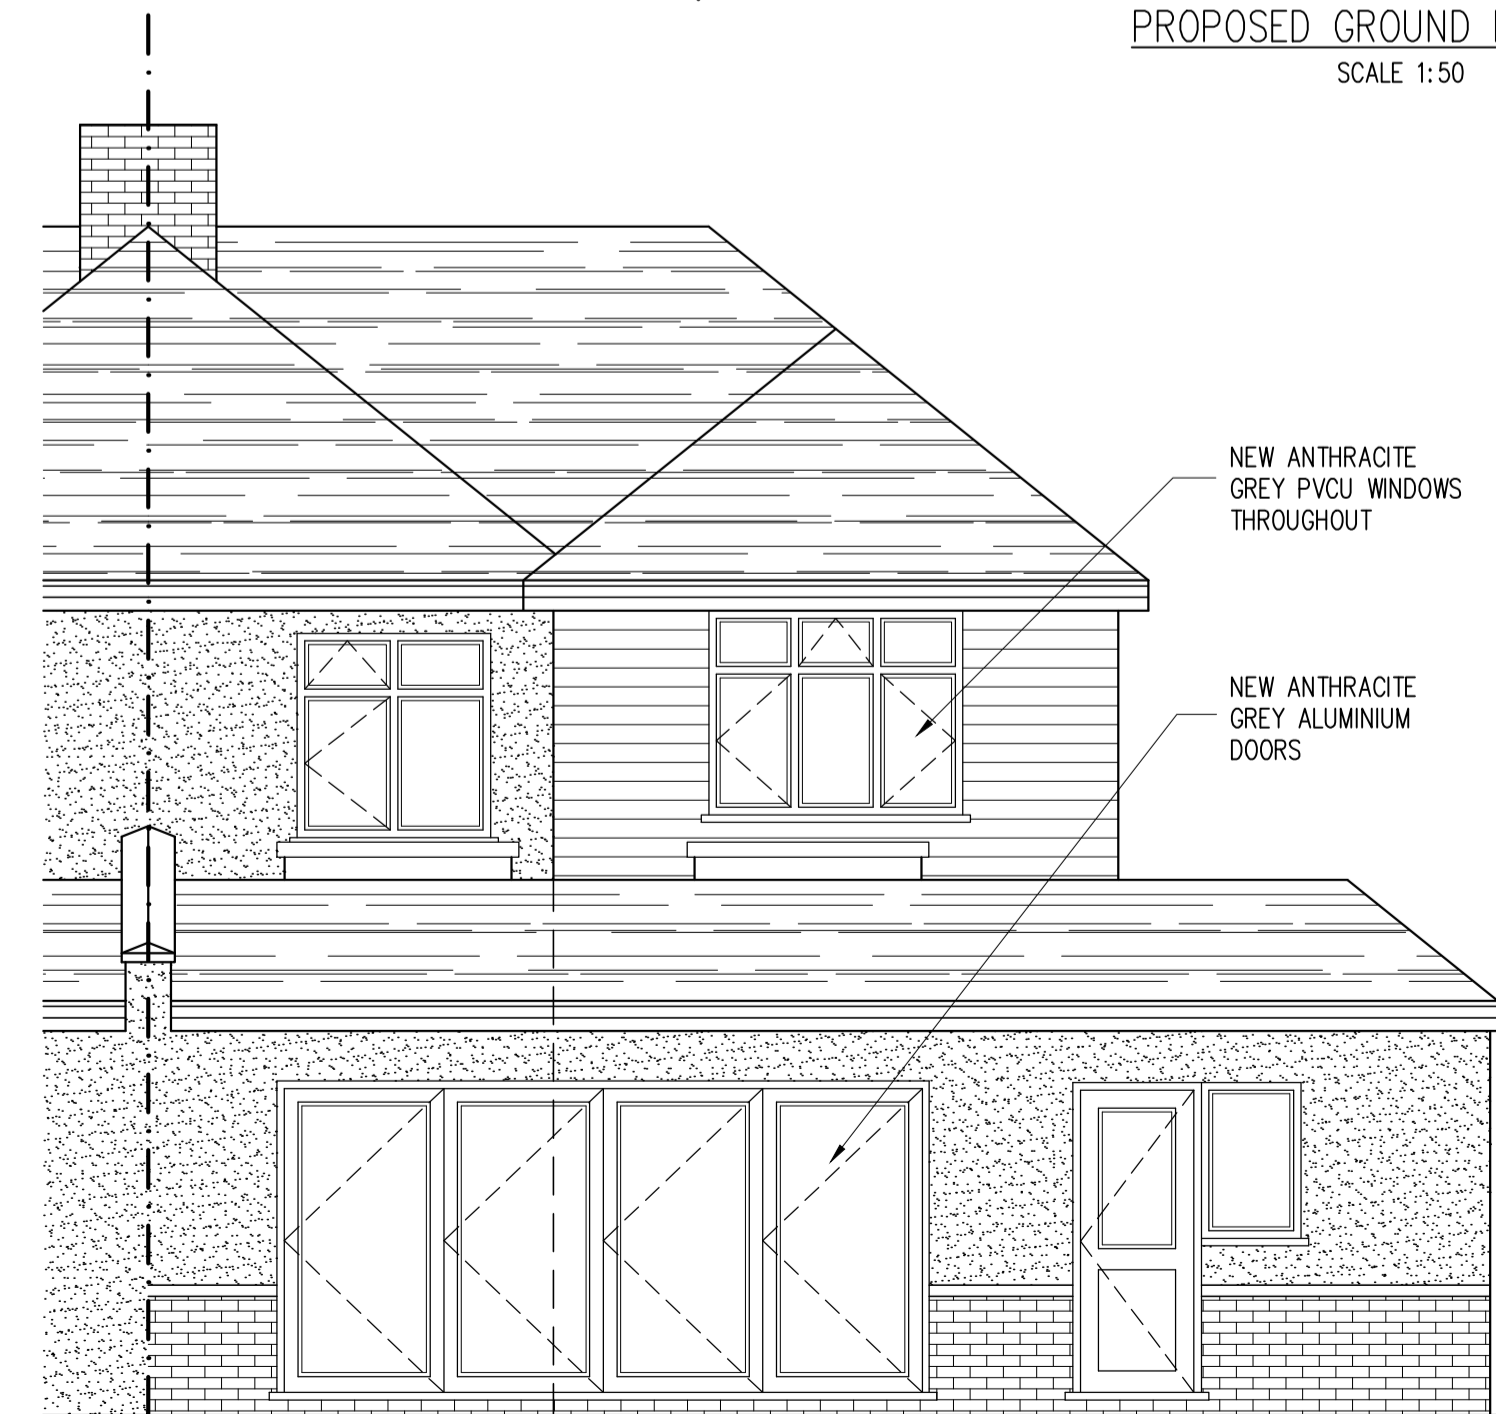 PROPOSED GROUND
SCALE 1:50
NEW ANTHRACITE
GREY PVCU WINDOWS
THROUGHOUT
NEW ANTHRACITE
GREY ALUMINIUM
DOORS